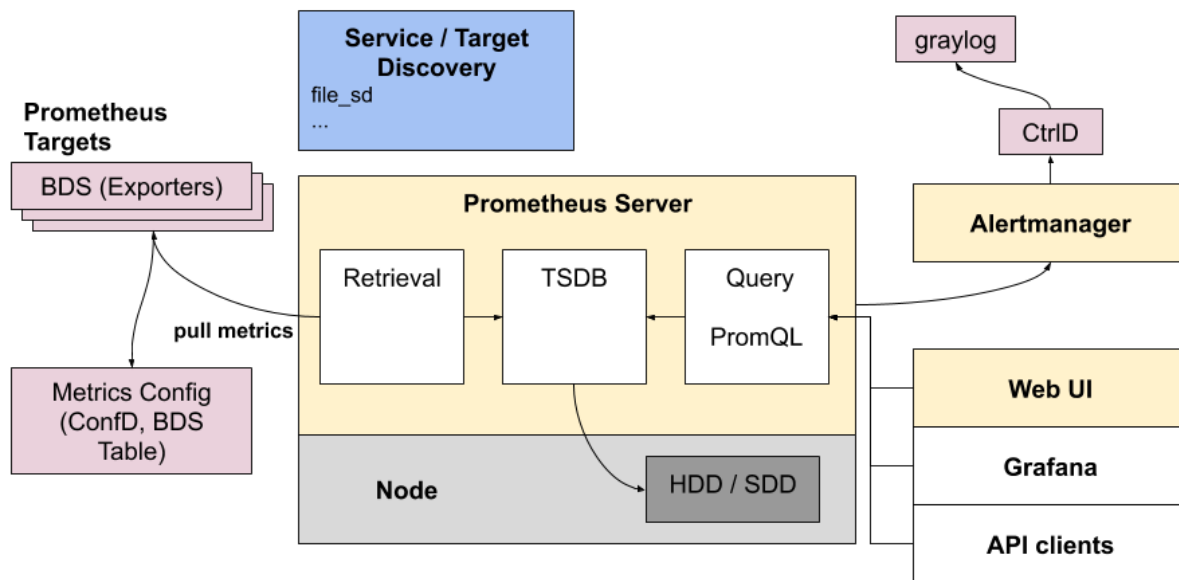 Service / Target
Discovery
file_sd
...
graylog
CtrlD
Prometheus
Targets
BDS (Exporters)
pull metrics
Metrics Config
(ConfD, BDS
Table)
Prometheus Server
Retrieval
TSDB
Query
PromQL
Node
HDD / SDD
Alertmanager
Web UI
Grafana
API clients